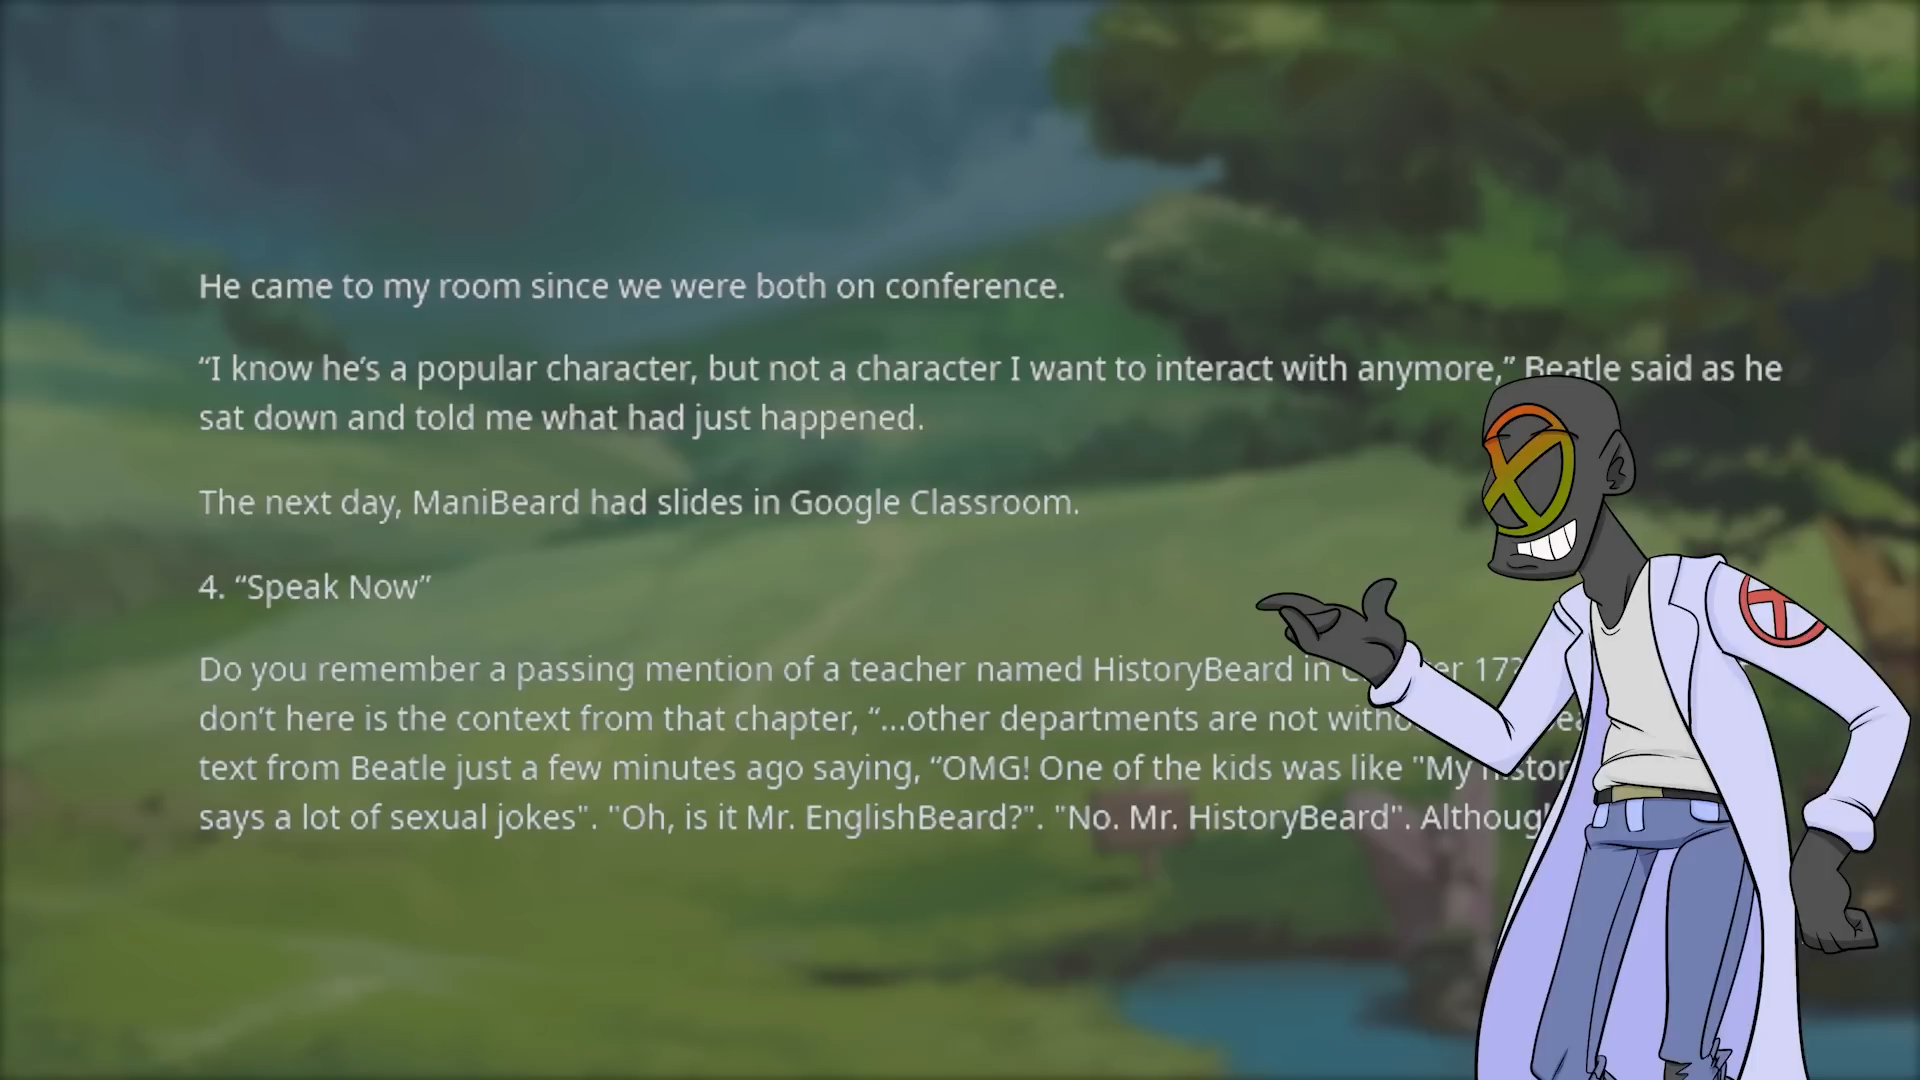 He came to my room since we were both on conference.
“I know he’s a popular character, but not a character I want to interact with anymore,” Beatle said as he
sat down and told me what had just happened.
The next day, ManiBeard had slides in Google Classroom.
4. “Speak Now”
Do you remember a passing mention of a teacher named HistoryBeard in 17?
don’t here is the context from that chapter, “...other departments are not
text from Beatle just a few minutes ago saying, “OMG! One of the kids was like "My
says a lot of sexual jokes". "Oh, is it Mr. EnglishBeard?". "No. Mr. HistoryBeard".